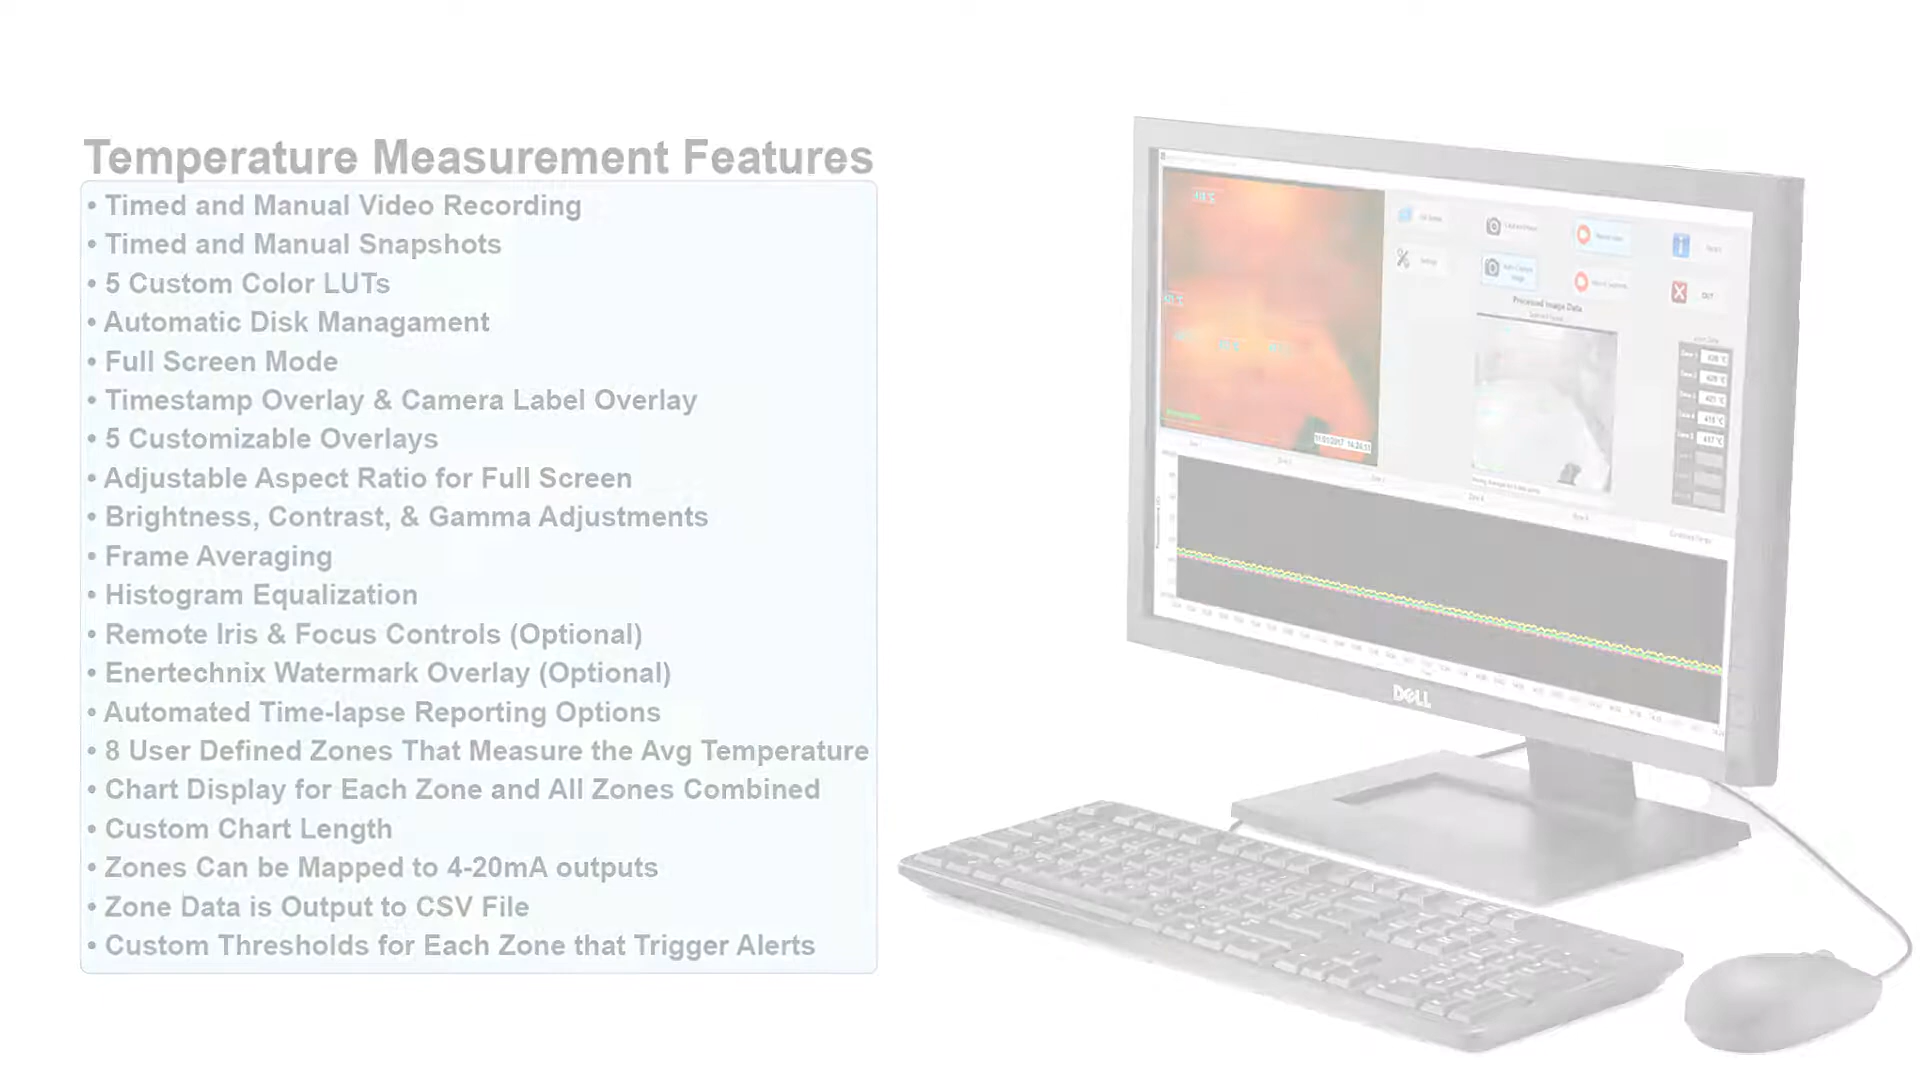 Temperature Measurement Features
• Timed and Manual Video Recording
• Timed and Manual Snapshots
• 5 Custom Color LUTs
• Automatic Disk Managament
• Full Screen Mode
• Timestamp Overlay & Camera Label Overlay
• 5 Customizable Overlays
• Adjustable Aspect Ratio for Full Screen
• Brightness, Contrast, & Gamma Adjustments
• Frame Averaging
• Histogram Equalization
• Remote Iris & Focus Controls (Optional)
• Enertechnix Watermark Overlay (Optional)
• Automated Time-lapse Reporting Options
• 8 User Defined Zones That Measure the Avg Temperature
• Chart Display for Each Zone and All Zones Combined
• Custom Chart Length
• Zones Can be Mapped to 4-20mA outputs
• Zone Data is Output to CSV File
• Custom Thresholds for Each Zone that Trigger Alerts
Processed Image Data
DELL